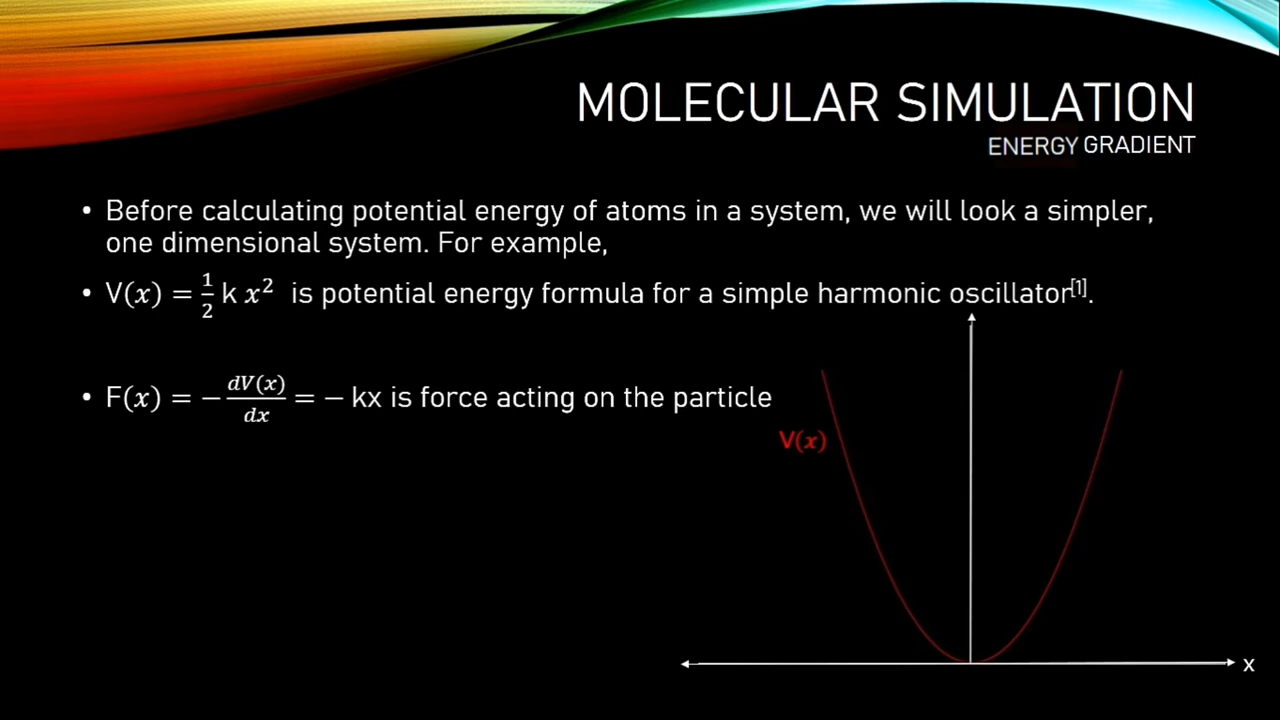 MOLECULAR SIMULATION
ENERGY GRADIENT
• Before calculating potential energy of atoms in a system, we will look a simpler,
one dimensional system. For example,
• V(x) = 1/2 k x² is potential energy formula for a simple harmonic oscillator[1].
• F(x) = − dV(x)/dx = − kx is force acting on the particle
V(x)
x